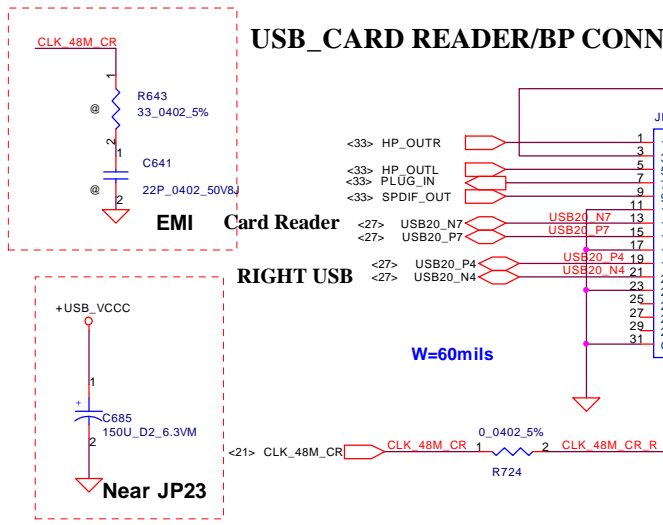 USB_CARD READER/BP CONN
CLK_48M_CR
1
R643
@
33_0402_5%
2
1
C641
@
22P_0402_50V8J
2
EMI
<33> HP_OUTR
<33> HP_OUTL
<33> PLUG_IN
<33> SPDIF_OUT
Card Reader
<27> USB20_N7
<27> USB20_P7
RIGHT USB
<27> USB20_P4
<27> USB20_N4
USB20_N7
USB20_P7
USB20_P4
USB20_N4
1
3
5
7
9
11
13
15
17
19
21
23
25
27
29
31
W=60mils
+USB_VCCC
1
+
C685
150U_D2_6.3VM
2
Near JP23
<21> CLK_48M_CR
CLK_48M_CR
1
0_0402_5%
2
CLK_48M_CR_R
R724